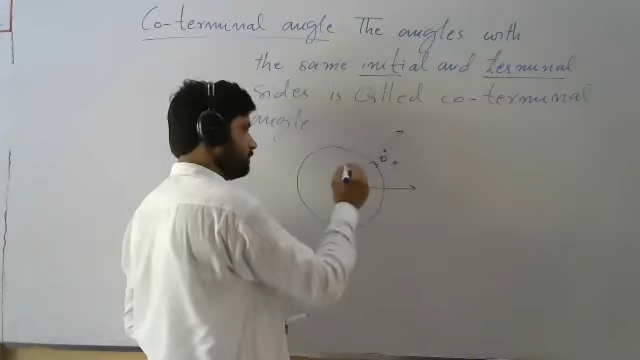 Co-terminal angle The angles with
the same initial and terminal
sides is called co-terminal
angle